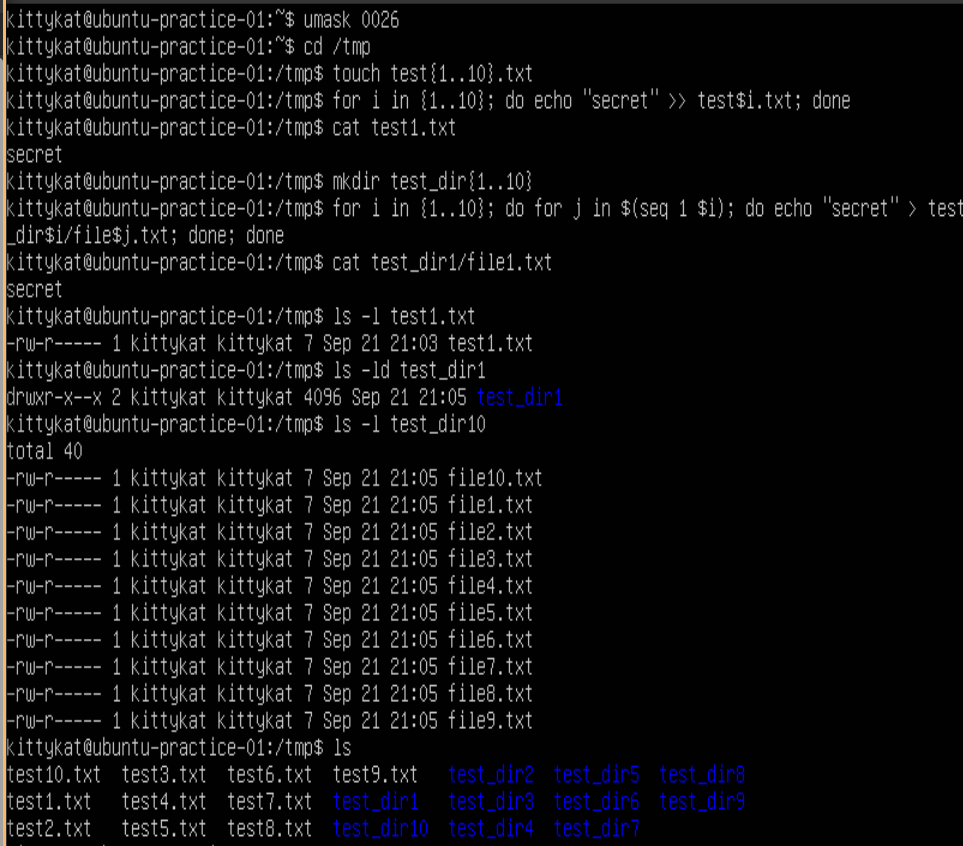 kittykat@ubuntu-practice-01:~$ umask 0026
kittykat@ubuntu-practice-01:~$ cd /tmp
kittykat@ubuntu-practice-01:/tmp$ touch test{1..10}.txt
kittykat@ubuntu-practice-01:/tmp$ for i in {1..10}; do echo "secret" >> test$i.txt; done
kittykat@ubuntu-practice-01:/tmp$ cat test1.txt
secret
kittykat@ubuntu-practice-01:/tmp$ mkdir test_dir{1..10}
kittykat@ubuntu-practice-01:/tmp$ for i in {1..10}; do for j in $(seq 1 $i); do echo "secret" > test
_dir$i/file$j.txt; done; done
kittykat@ubuntu-practice-01:/tmp$ cat test_dir1/file1.txt
secret
kittykat@ubuntu-practice-01:/tmp$ ls -l test1.txt
-rw-r----- 1 kittykat kittykat 7 Sep 21 21:03 test1.txt
kittykat@ubuntu-practice-01:/tmp$ ls -ld test_dir1
drwxr-x--x 2 kittykat kittykat 4096 Sep 21 21:05 test_dir1
kittykat@ubuntu-practice-01:/tmp$ ls -l test_dir10
total 40
-rw-r----- 1 kittykat kittykat 7 Sep 21 21:05 file10.txt
-rw-r----- 1 kittykat kittykat 7 Sep 21 21:05 file1.txt
-rw-r----- 1 kittykat kittykat 7 Sep 21 21:05 file2.txt
-rw-r----- 1 kittykat kittykat 7 Sep 21 21:05 file3.txt
-rw-r----- 1 kittykat kittykat 7 Sep 21 21:05 file4.txt
-rw-r----- 1 kittykat kittykat 7 Sep 21 21:05 file5.txt
-rw-r----- 1 kittykat kittykat 7 Sep 21 21:05 file6.txt
-rw-r----- 1 kittykat kittykat 7 Sep 21 21:05 file7.txt
-rw-r----- 1 kittykat kittykat 7 Sep 21 21:05 file8.txt
-rw-r----- 1 kittykat kittykat 7 Sep 21 21:05 file9.txt
kittykat@ubuntu-practice-01:/tmp$ ls
test10.txt test3.txt test6.txt test9.txt test_dir2 test_dir5 test_dir8
test1.txt test4.txt test7.txt test_dir1 test_dir3 test_dir6 test_dir9
test2.txt test5.txt test8.txt test_dir10 test_dir4 test_dir7